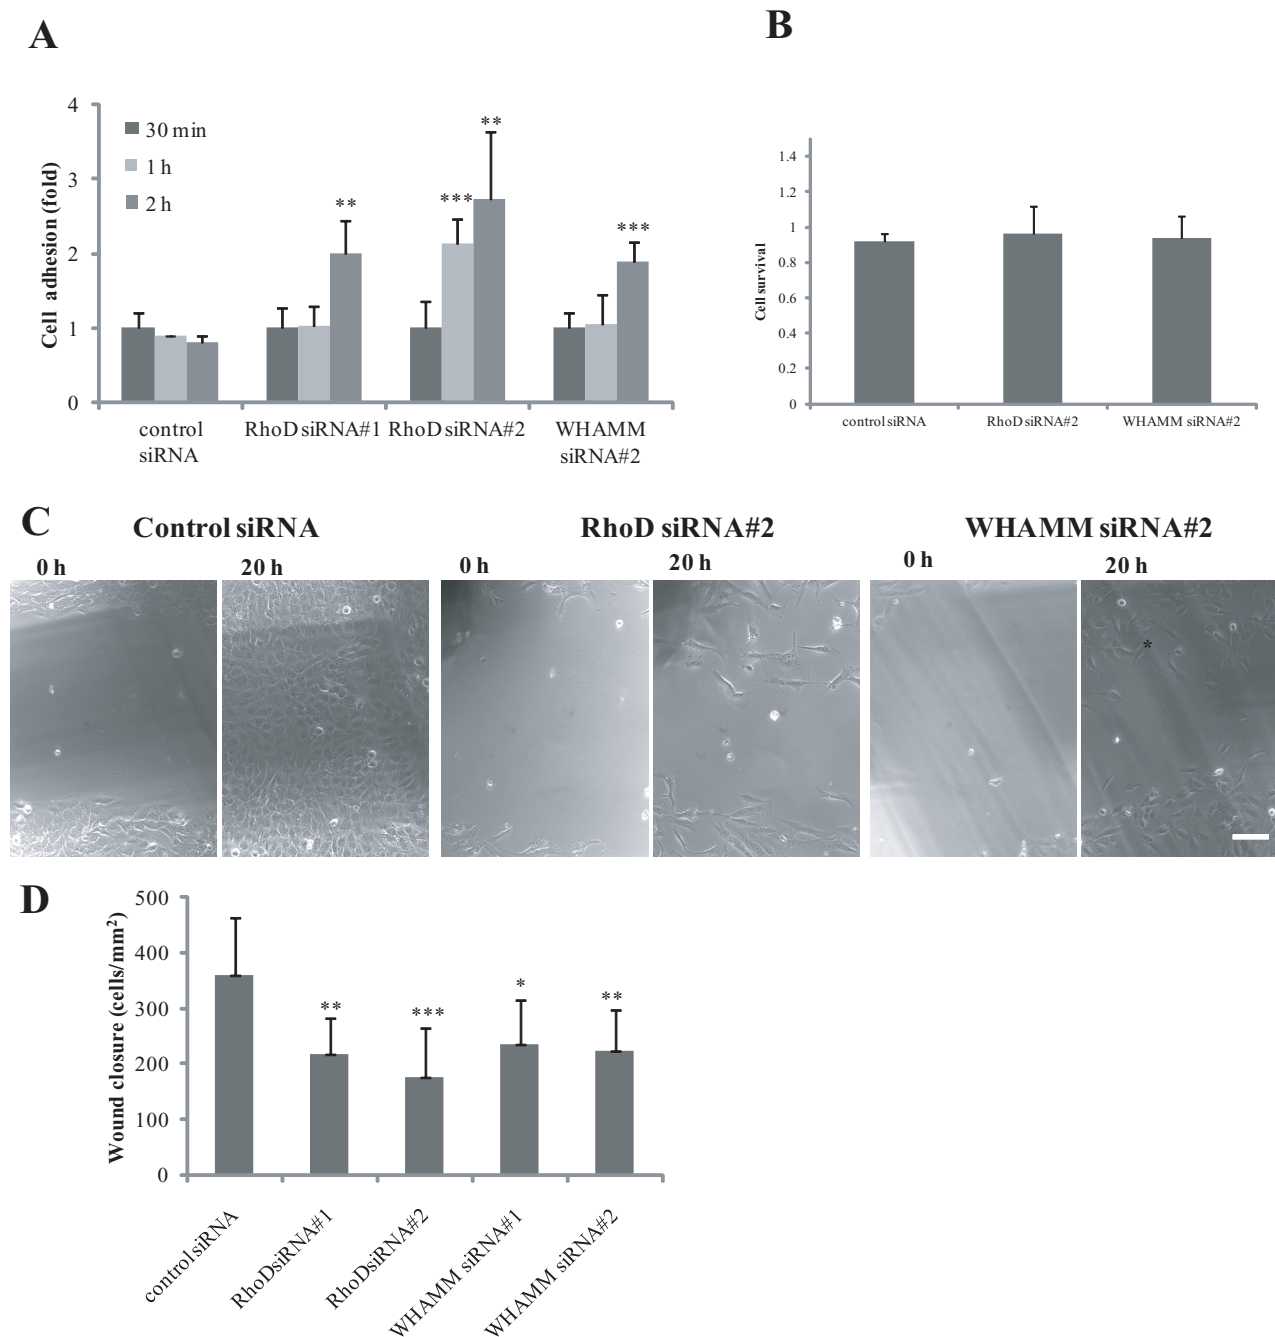 A
4
3
2
1
0
Cell adhesion (fold)
30 min
1 h
2 h
**
***
**
***
control siRNA
RhoD siRNA#1
RhoD siRNA#2
WHAMM siRNA#2
B
1.4
1.2
1
0.8
0.6
0.4
0.2
0
Cell survival
control siRNA
RhoD siRNA#2
WHAMM siRNA#2
C
Control siRNA
RhoD siRNA#2
WHAMM siRNA#2
0 h
20 h
0 h
20 h
0 h
20 h
*
D
500
400
300
200
100
0
Wound closure (cells/mm²)
**
***
*
**
control siRNA
RhoDsiRNA#1
RhoDsiRNA#2
WHAMM siRNA#1
WHAMM siRNA#2